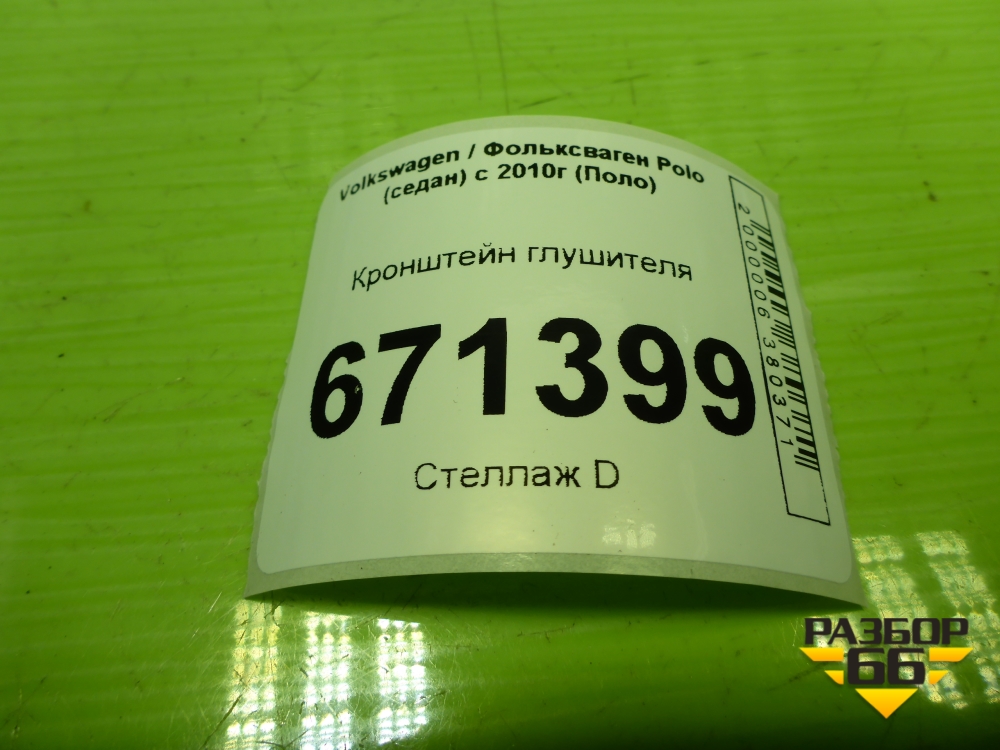 Volkswagen / Фольксваген Polo
(седан) с 2010г (Поло)
Кронштейн глушителя
671399
Стеллаж D
2000006380371
РАЗБОР
66